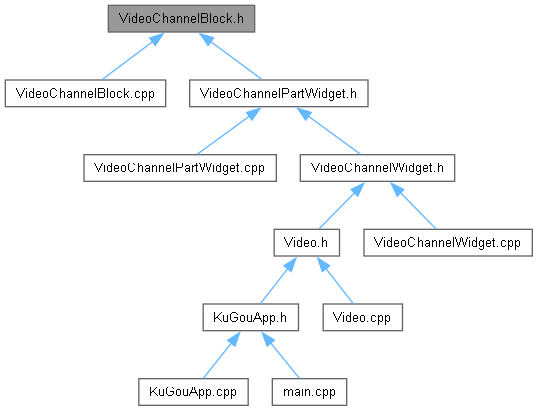 VideoChannelBlock.h
VideoChannelBlock.cpp
VideoChannelPartWidget.h
VideoChannelPartWidget.cpp
VideoChannelWidget.h
Video.h
VideoChannelWidget.cpp
KuGouApp.h
Video.cpp
KuGouApp.cpp
main.cpp